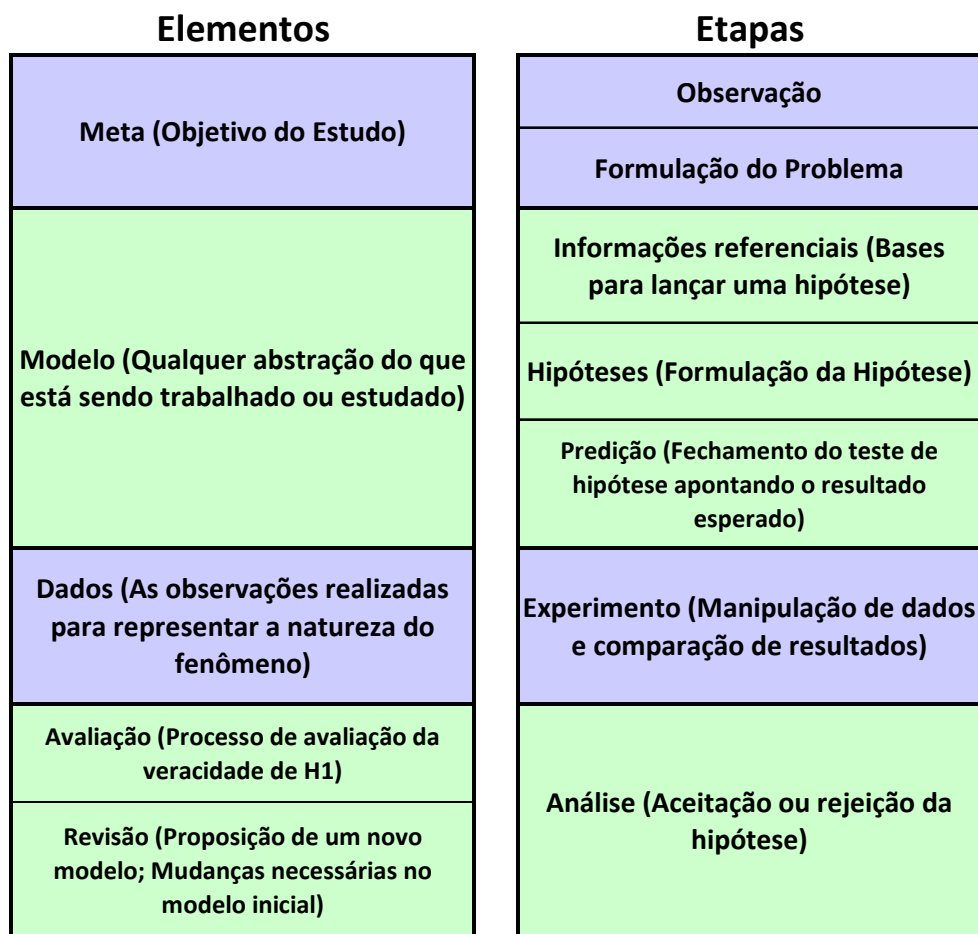 Elementos
Meta (Objetivo do Estudo)
Modelo (Qualquer abstração do que
está sendo trabalhado ou estudado)
Dados (As observações realizadas
para representar a natureza do
fenômeno)
Avaliação (Processo de avaliação da
veracidade de H1)
Revisão (Proposição de um novo
modelo; Mudanças necessárias no
modelo inicial)
Etapas
Observação
Formulação do Problema
Informações referenciais (Bases
para lançar uma hipótese)
Hipóteses (Formulação da Hipótese)
Predição (Fechamento do teste de
hipótese apontando o resultado
esperado)
Experimento (Manipulação de dados
e comparação de resultados)
Análise (Aceitação ou rejeição da
hipótese)